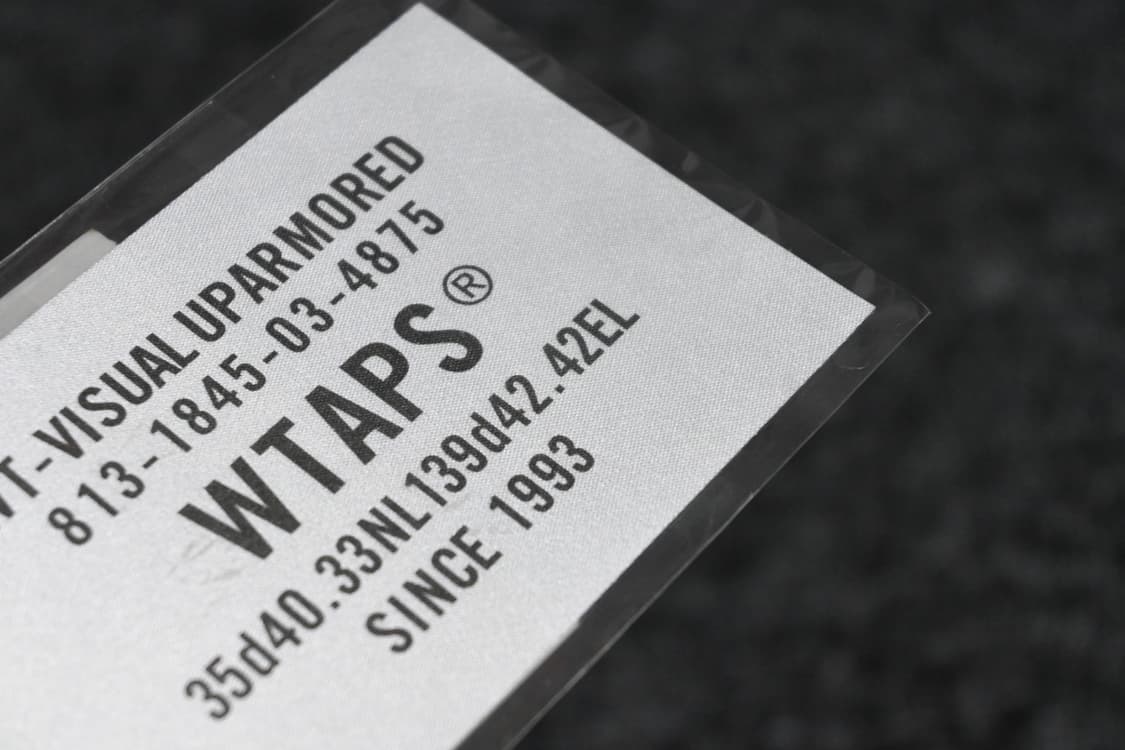 T-VISUAL UPARMORED
813-1845-03-4875
WTAPS®
35d40.33NL139d42.42EL
SINCE 1993